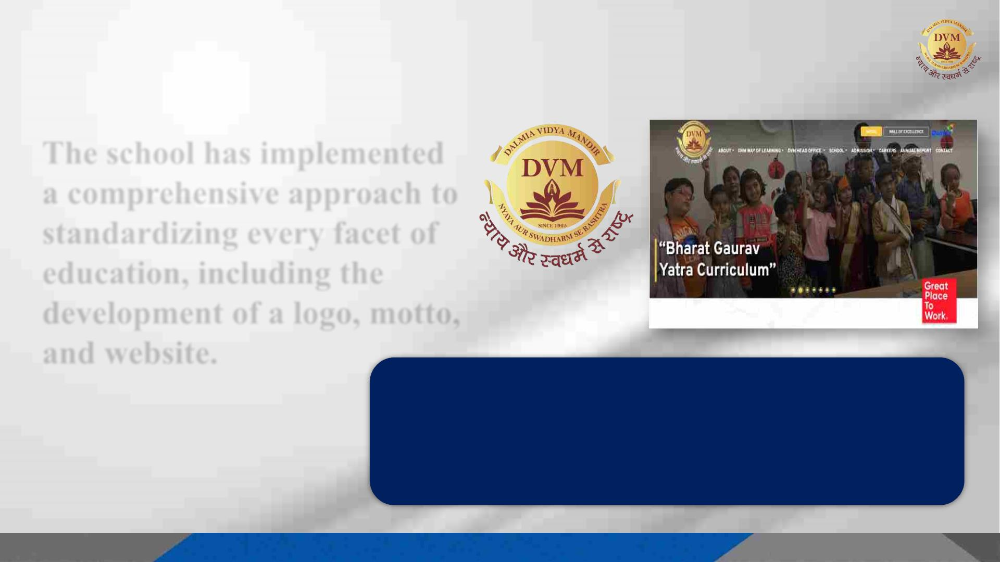 DALMIA VIDYA MANDIR
DVM
SINCE 1925
NYAYA AUR SWADHARM SE RASHTRA
न्याय और स्वधर्म से राष्ट्र
The school has implemented
a comprehensive approach to
standardizing every facet of
education, including the
development of a logo, motto,
and website.
DALMIA VIDYA MANDIR
DVM
SINCE 1925
NYAYA AUR SWADHARM SE RASHTRA
न्याय और स्वधर्म से राष्ट्र
DVM
न्याय और स्वधर्म से राष्ट्र
WALL OF EXCELLENCE
ABOUT DVM WAY OF LEARNING DVM HEAD OFFICE SCHOOL ADMISSION CAREERS ANNUAL REPORT CONTACT
“Bharat Gaurav
Yatra Curriculum”
Great
Place
To
Work.